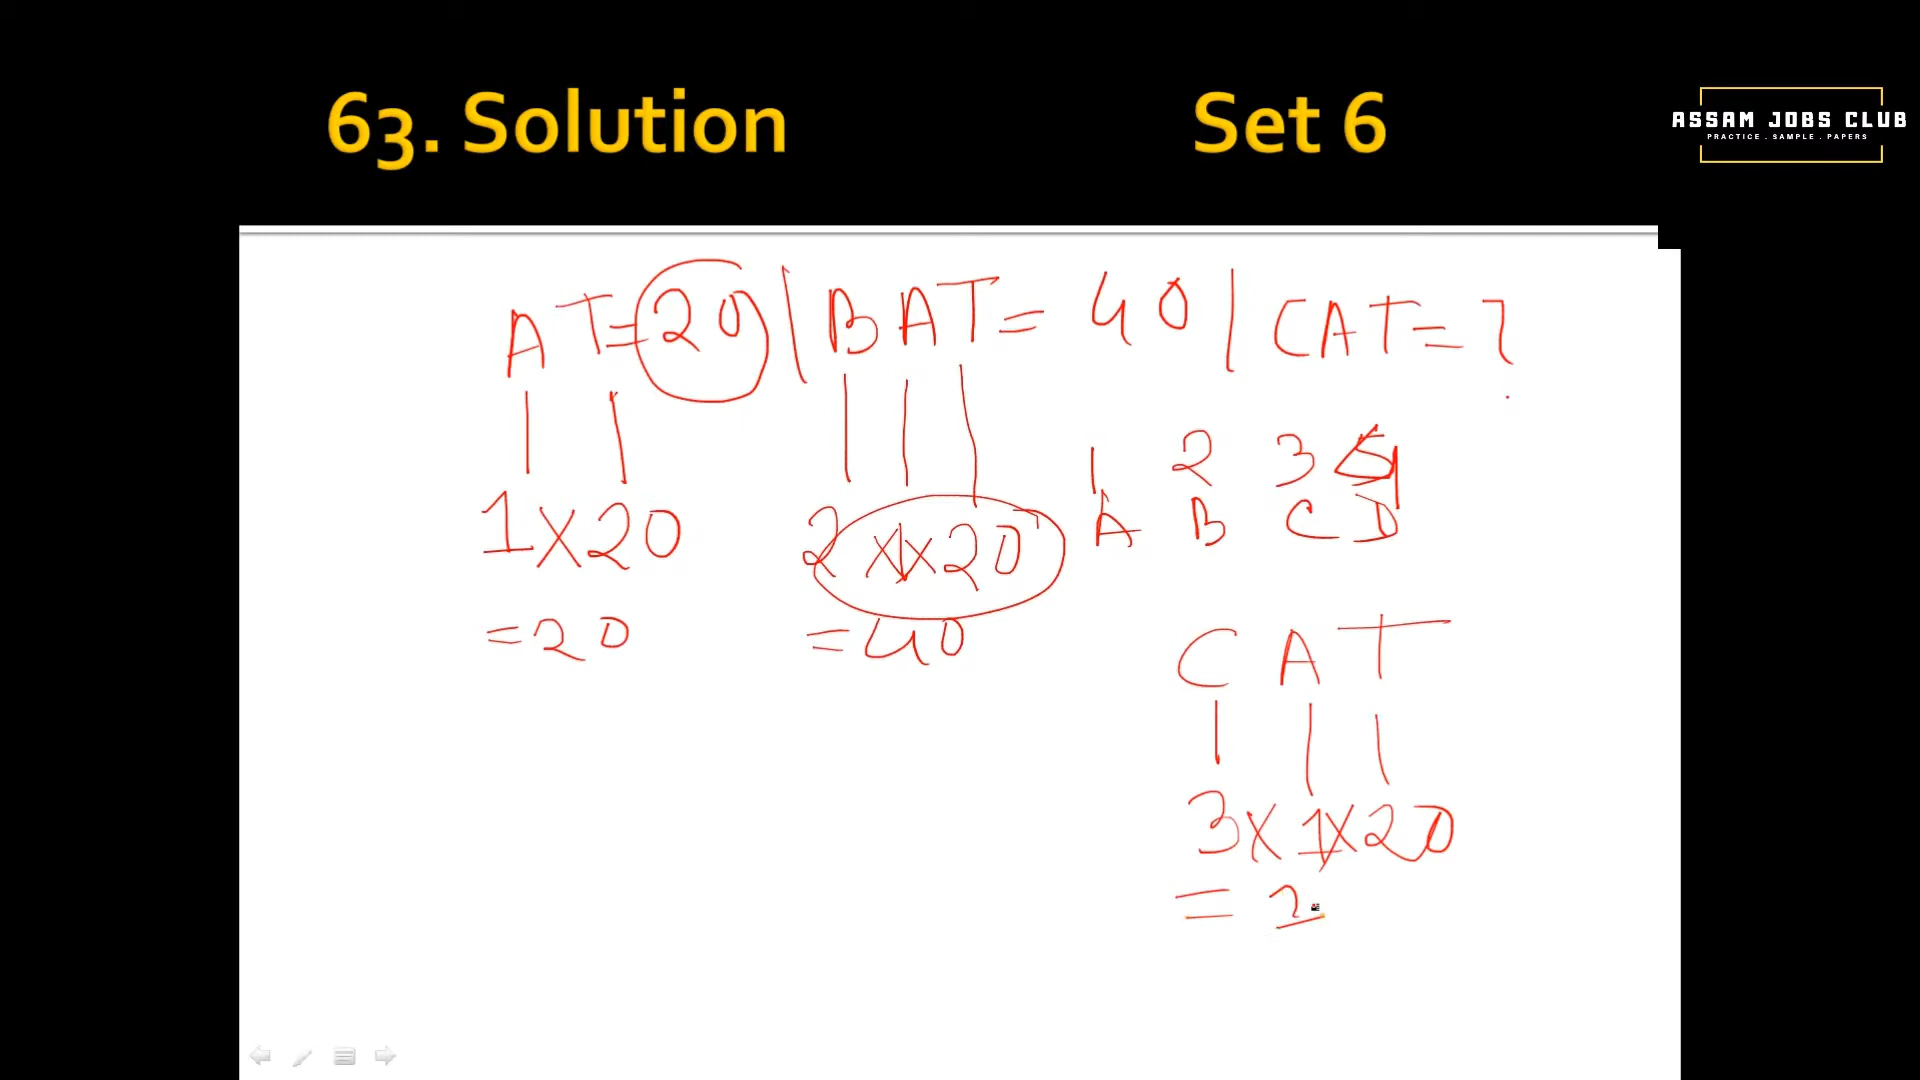 63. Solution Set 6
ASSAM JOBS CLUB
PRACTICE . SAMPLE . PAPERS
AT=20 | BAT= 40 | CAT=?
1 2 3 4
A B C D
1x20 2x1x20
=20 =40
C A T
3x1x20
= 2